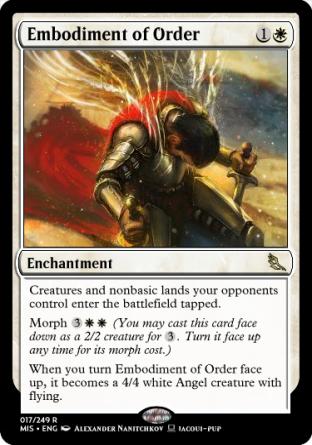 Embodiment of Order 1
Enchantment
Creatures and nonbasic lands your opponents
control enter the battlefield tapped.
Morph 3 (You may cast this card face
down as a 2/2 creature for 3. Turn it face up
any time for its morph cost.)
When you turn Embodiment of Order face
up, it becomes a 4/4 white Angel creature with
flying.
017/249 R
MIS • ENG ALEXANDER NANITCHKOV JACOUI-PUP